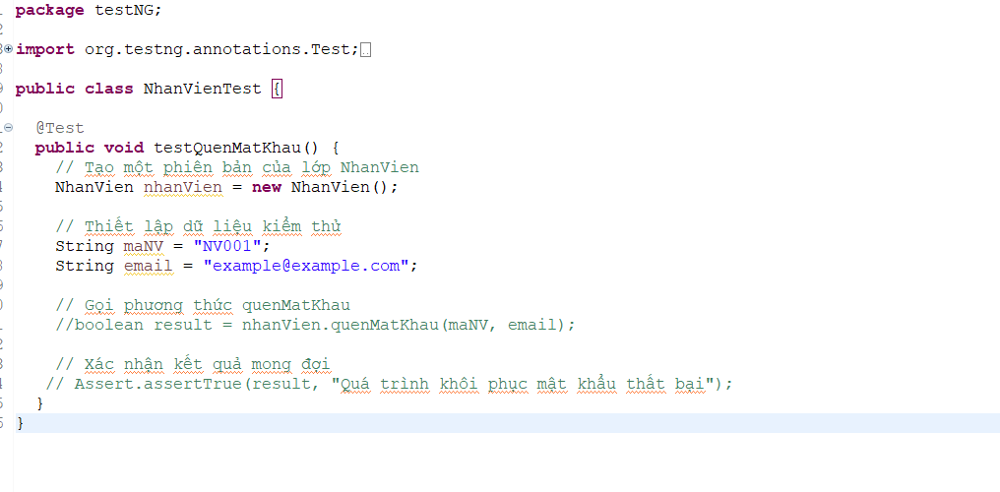 package testNG;
import org.testng.annotations.Test;
public class NhanVienTest {
@Test
public void testQuenMatKhau() {
// Tạo một phiên bản của lớp NhanVien
NhanVien nhanVien = new NhanVien();
// Thiết lập dữ liệu kiểm thử
String maNV = "NV001";
String email = "example@example.com";
// Gọi phương thức quenMatKhau
//boolean result = nhanVien.quenMatKhau(maNV, email);
// Xác nhận kết quả mong đợi
// Assert.assertTrue(result, "Quá trình khôi phục mật khẩu thất bại");
}
}